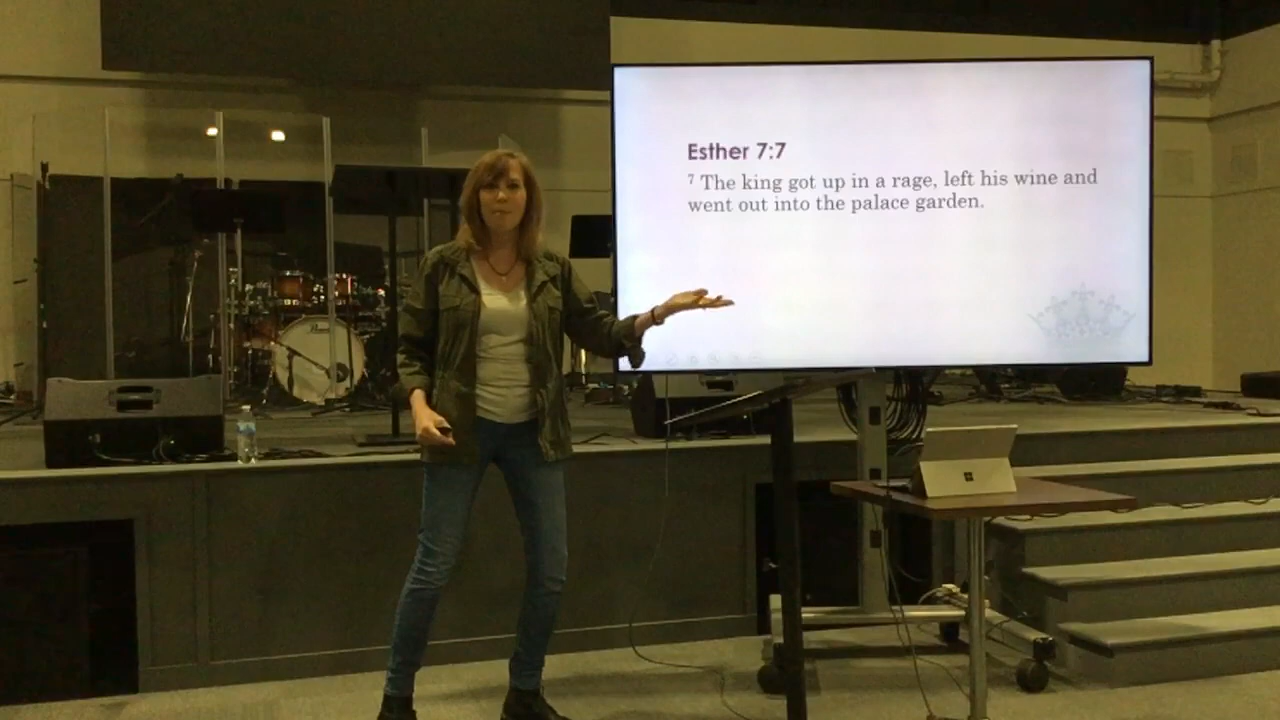 Esther 7:7
7 The king got up in a rage, left his wine and
went out into the palace garden.
Pearl